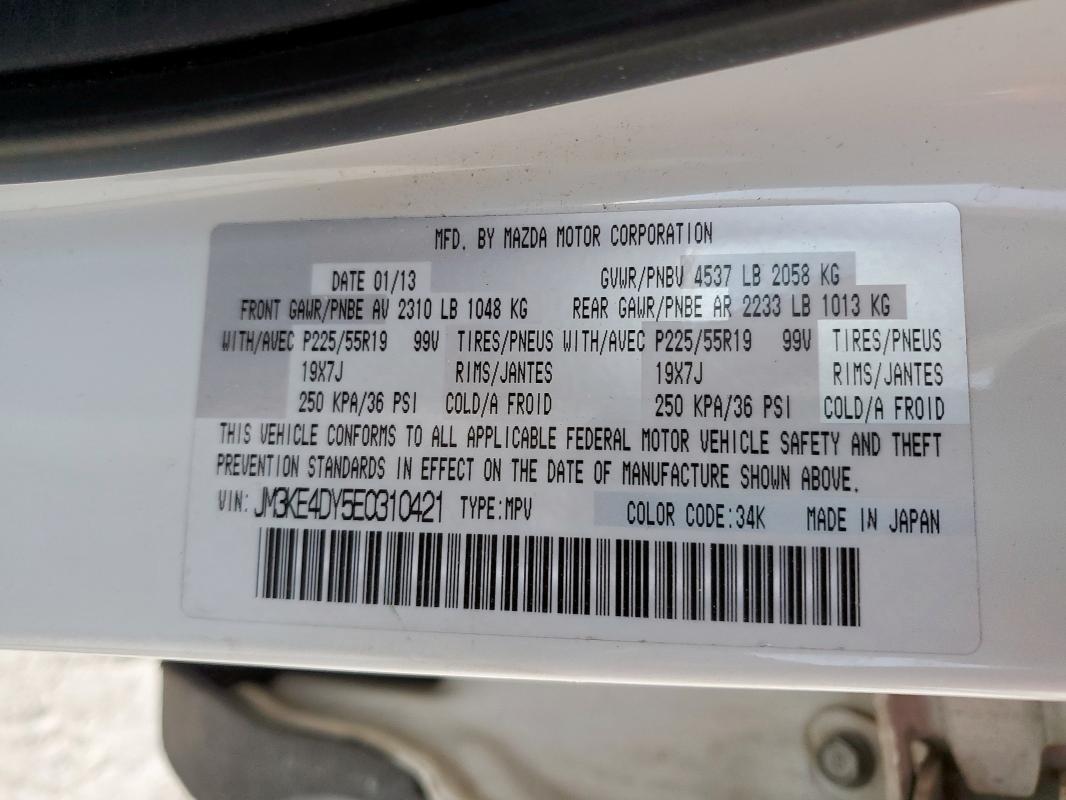 MFD. BY MAZDA MOTOR CORPORATION
DATE 01/13 GVWR/PNBV 4537 LB 2058 KG
FRONT GAWR/PNBE AV 2310 LB 1048 KG REAR GAWR/PNBE AR 2233 LB 1013 KG
WITH/AVEC P225/55R19 99V TIRES/PNEUS WITH/AVEC P225/55R19 99V TIRES/PNEUS
19X7J RIMS/JANTES 19X7J RIMS/JANTES
250 KPA/36 PSI COLD/A FROID 250 KPA/36 PSI COLD/A FROID
THIS VEHICLE CONFORMS TO ALL APPLICABLE FEDERAL MOTOR VEHICLE SAFETY AND THEFT
PREVENTION STANDARDS IN EFFECT ON THE DATE OF MANUFACTURE SHOWN ABOVE.
VIN: JM3KE4DY5E0310421 TYPE:MPV COLOR CODE:34K MADE IN JAPAN